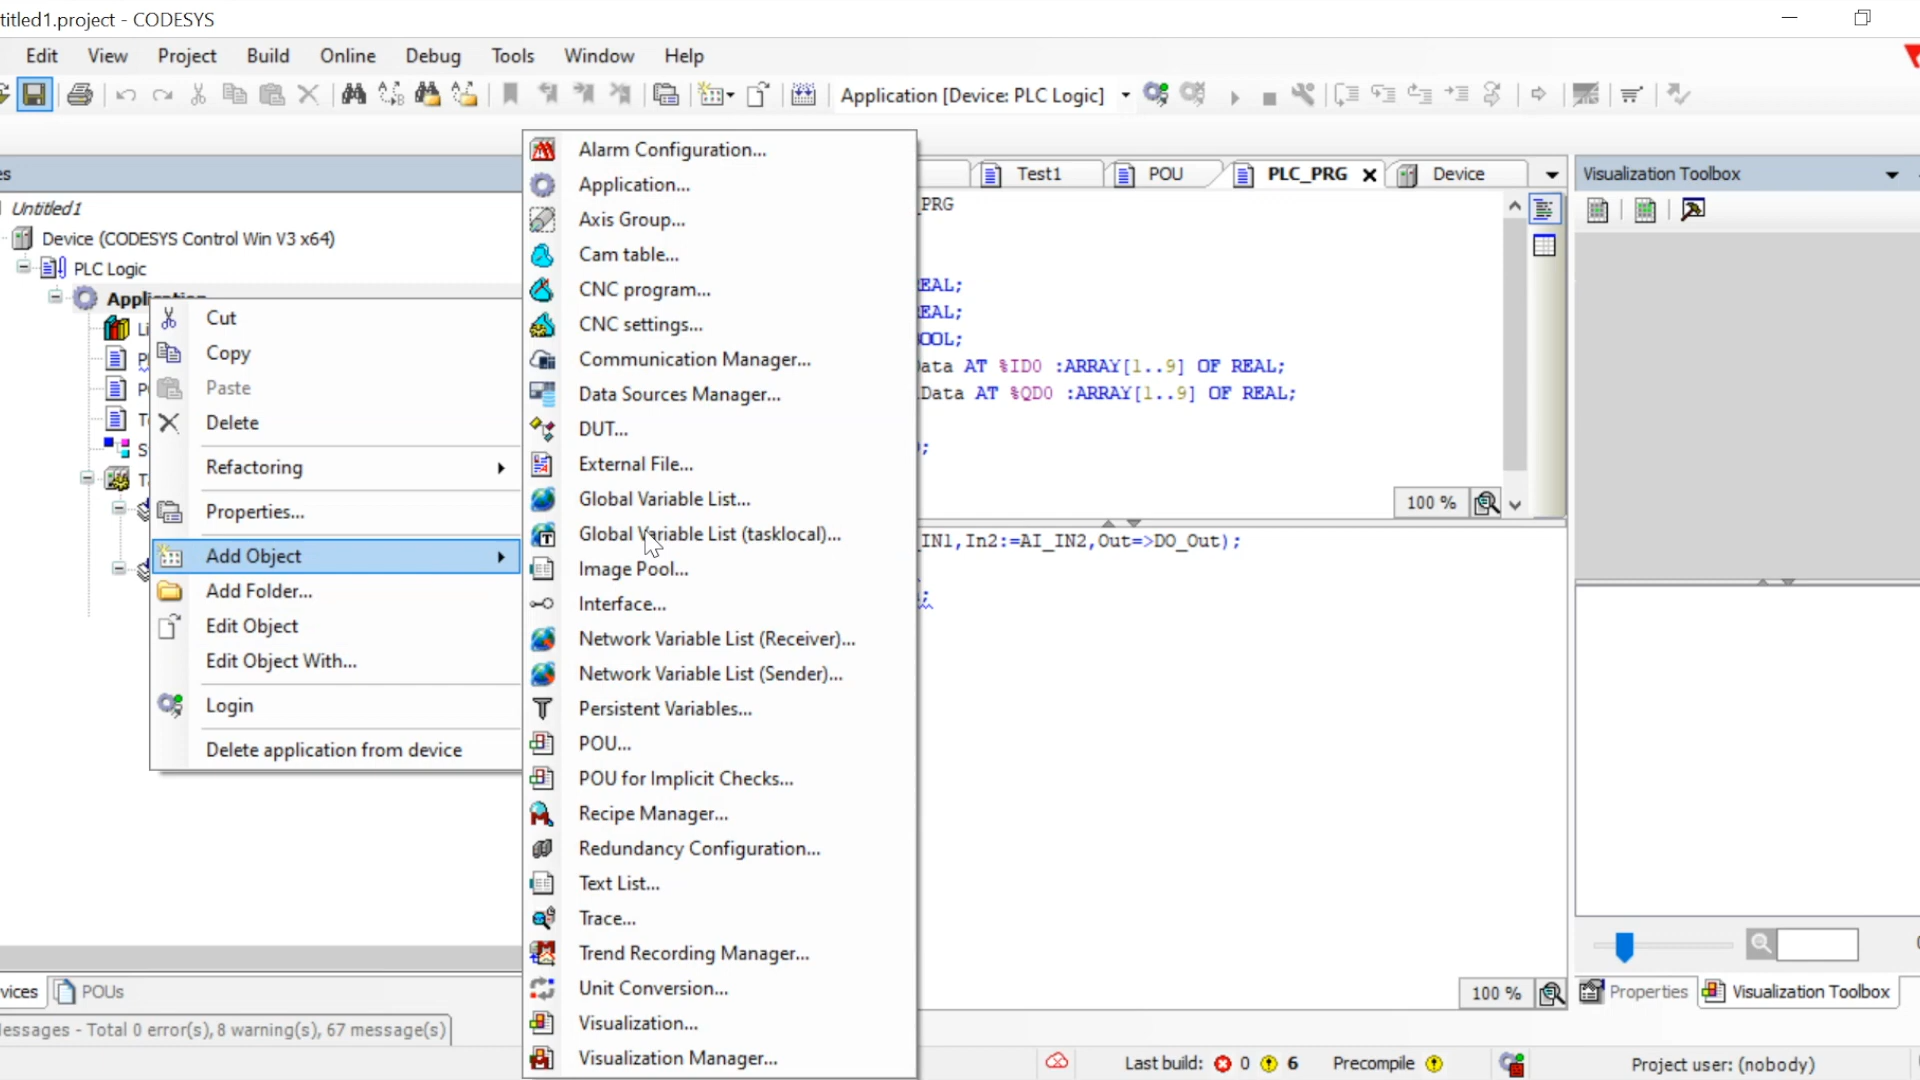 titled1.project - CODESYS
Edit View Project Build Online Debug Tools Window Help
Application [Device: PLC Logic]
Untitled1
Device (CODESYS Control Win V3 x64)
PLC Logic
Cut
Copy
Paste
Delete
Refactoring
Properties...
Add Object
Add Folder...
Edit Object
Edit Object With...
Login
Delete application from device
Alarm Configuration...
Application...
Axis Group...
Cam table...
CNC program...
CNC settings...
Communication Manager...
Data Sources Manager...
DUT...
External File...
Global Variable List...
Global Variable List (tasklocal)...
Image Pool...
Interface...
Network Variable List (Receiver)...
Network Variable List (Sender)...
Persistent Variables...
POU...
POU for Implicit Checks...
Recipe Manager...
Redundancy Configuration...
Text List...
Trace...
Trend Recording Manager...
Unit Conversion...
Visualization...
Visualization Manager...
Test1 POU PLC_PRG Device
_PRG
REAL;
REAL;
BOOL;
Data AT %ID0 :ARRAY[1..9] OF REAL;
Data AT %QD0 :ARRAY[1..9] OF REAL;
);
100 %
_IN1,In2:=AI_IN2,Out=>DO_Out);
;
100 %
Visualization Toolbox
Properties Visualization Toolbox
vices POUs
essages - Total 0 error(s), 8 warning(s), 67 message(s)
Last build: 0 6 Precompile Project user: (nobody)